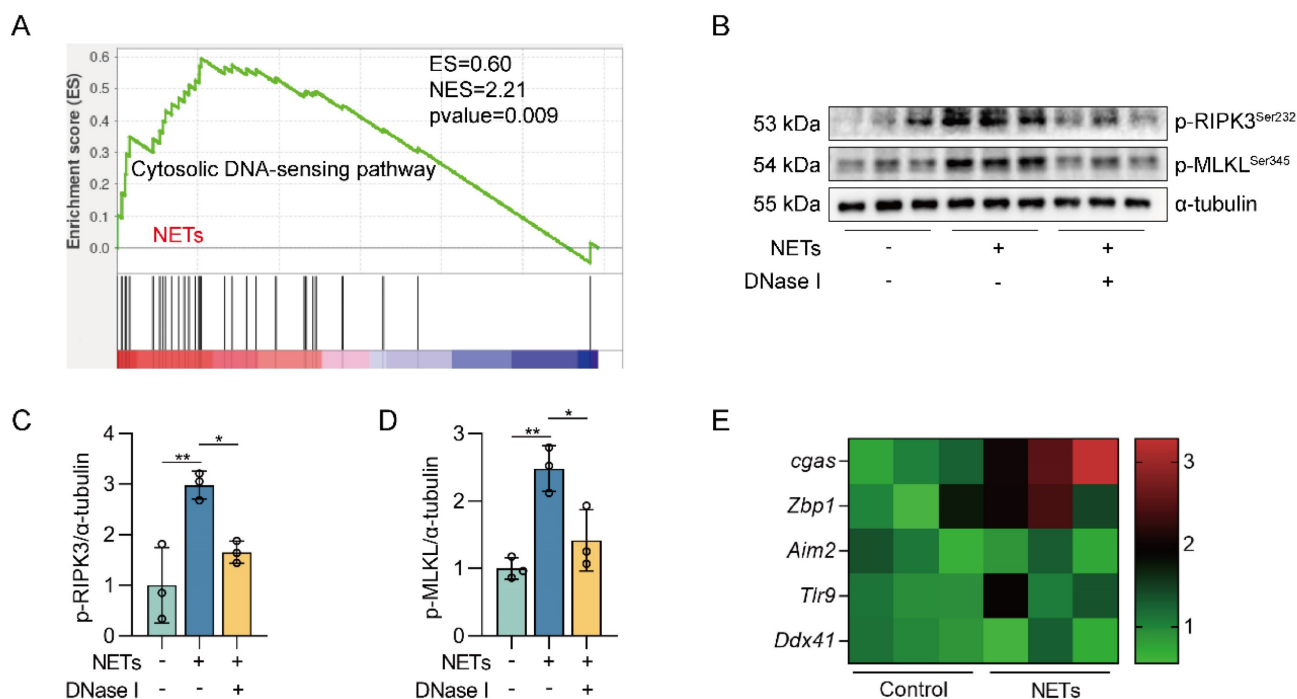 A
Enrichment score (ES)
0.6
0.5
0.4
0.3
0.2
0.1
0.0
ES=0.60
NES=2.21
pvalue=0.009
Cytosolic DNA-sensing pathway
NETs
B
53 kDa
p-RIPK3Ser232
54 kDa
p-MLKLSer345
55 kDa
α-tubulin
NETs - + +
DNase I - - +
C
p-RIPK3/α-tubulin
4
3
2
1
0
** *
NETs - + +
DNase I - - +
D
p-MLKL/α-tubulin
3
2
1
0
** *
NETs - + +
DNase I - - +
E
cgas
Zbp1
Aim2
Tlr9
Ddx41
Control NETs
3
2
1